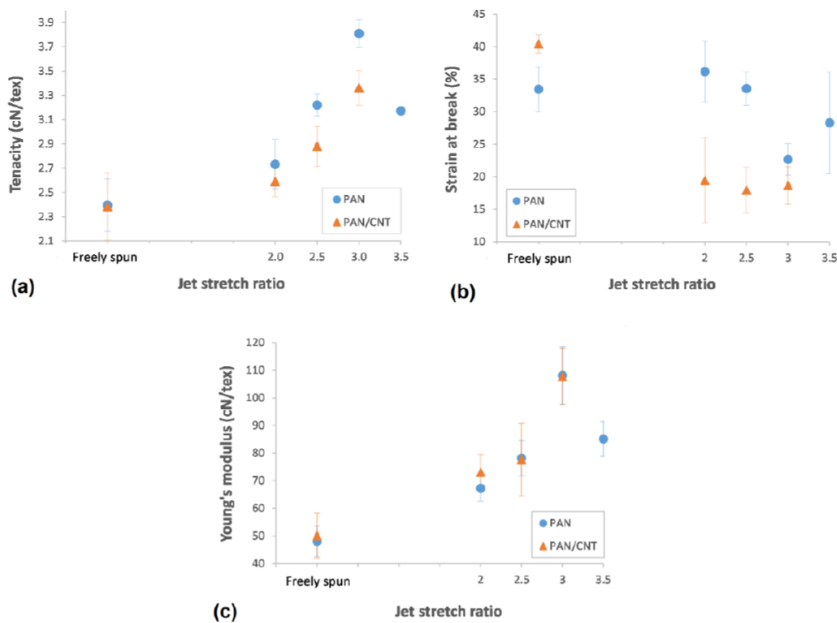 Tenacity (cN/tex)
3.9
3.7
3.5
3.3
3.1
2.9
2.7
2.5
2.3
2.1
PAN
PAN/CNT
Freely spun 2.0 2.5 3.0 3.5
(a) Jet stretch ratio
Strain at break (%)
45
40
35
30
25
20
15
10
PAN
PAN/CNT
Freely spun 2 2.5 3 3.5
(b) Jet stretch ratio
Young's modulus (cN/tex)
120
110
100
90
80
70
60
50
40
PAN
PAN/CNT
Freely spun 2 2.5 3 3.5
(c) Jet stretch ratio